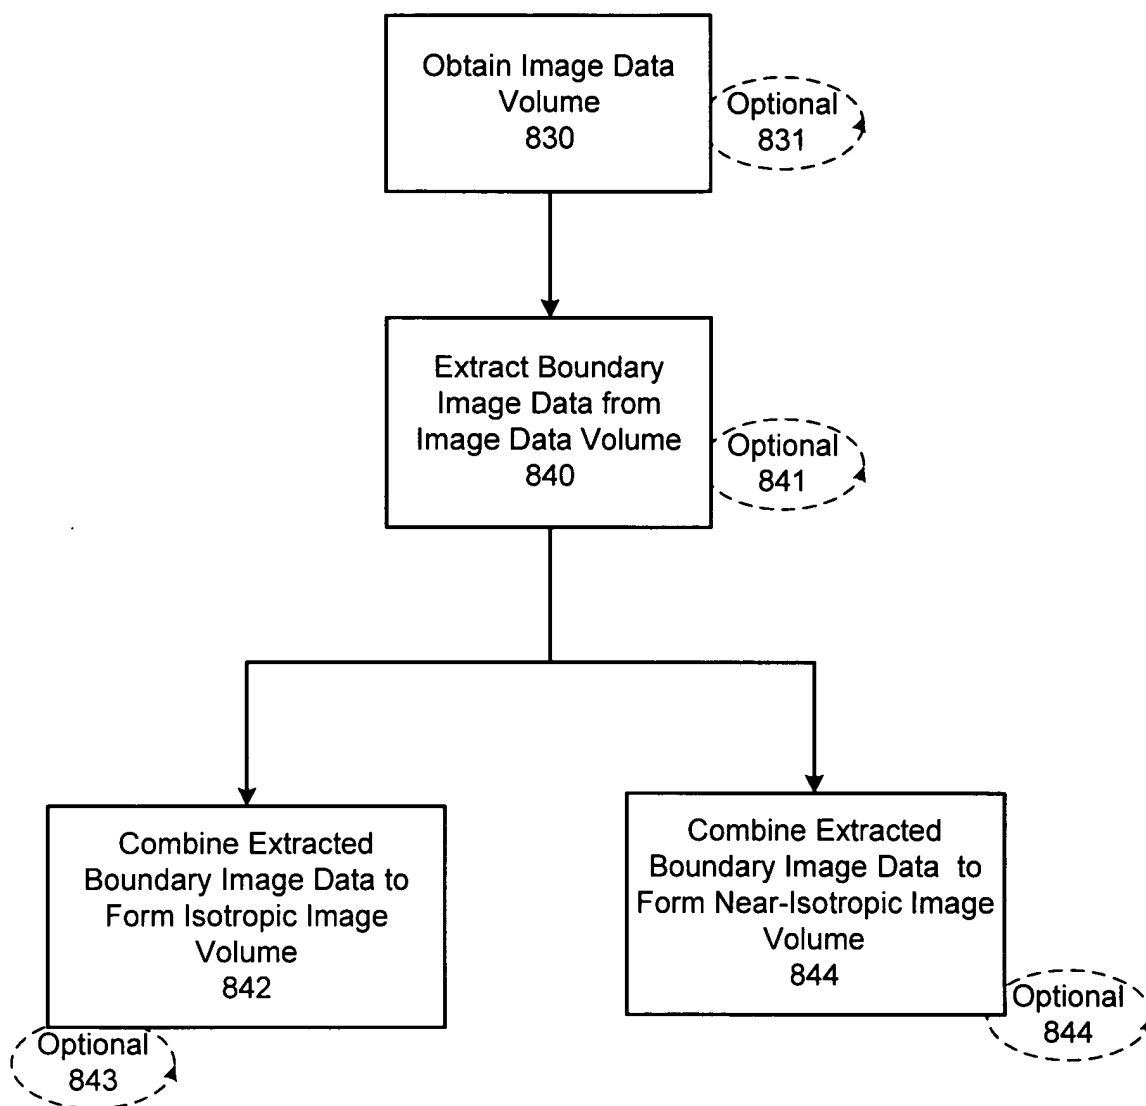 Obtain Image Data
Volume
830
Optional
831
Extract Boundary
Image Data from
Image Data Volume
840
Optional
841
Combine Extracted
Boundary Image Data to
Form Isotropic Image
Volume
842
Optional
843
Combine Extracted
Boundary Image Data to
Form Near-Isotropic Image
Volume
844
Optional
844